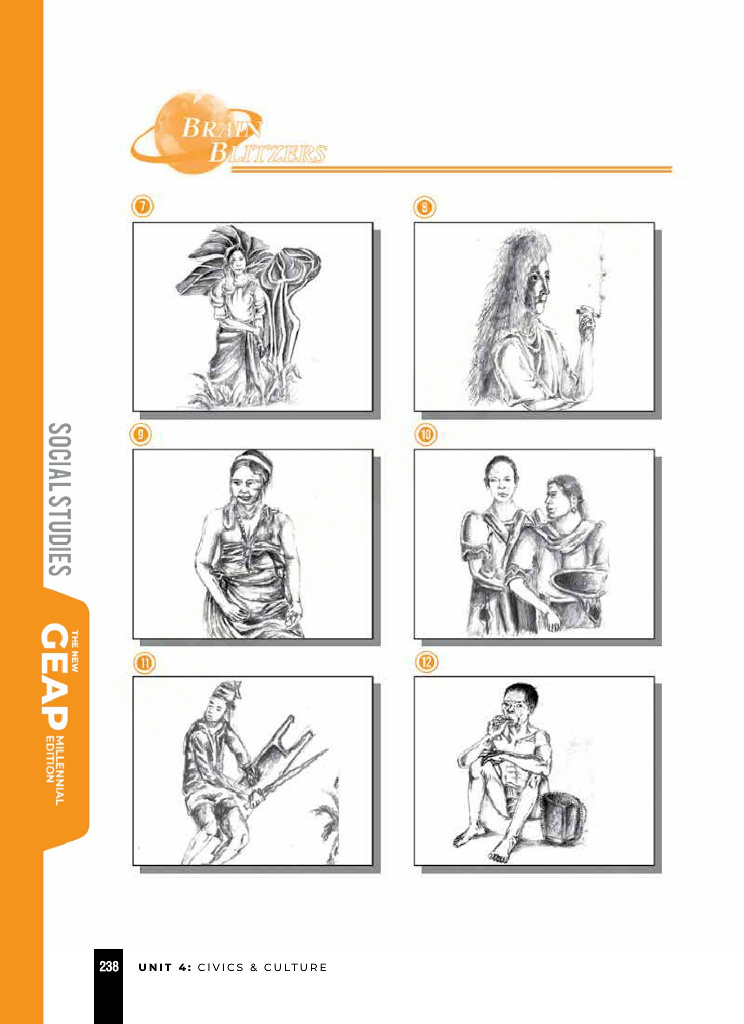 BRAIN
BLITZERS
7
8
9
10
11
12
SOCIAL STUDIES
THE NEW
GEAP
MILLENNIAL
EDITION
238
UNIT 4: CIVICS & CULTURE